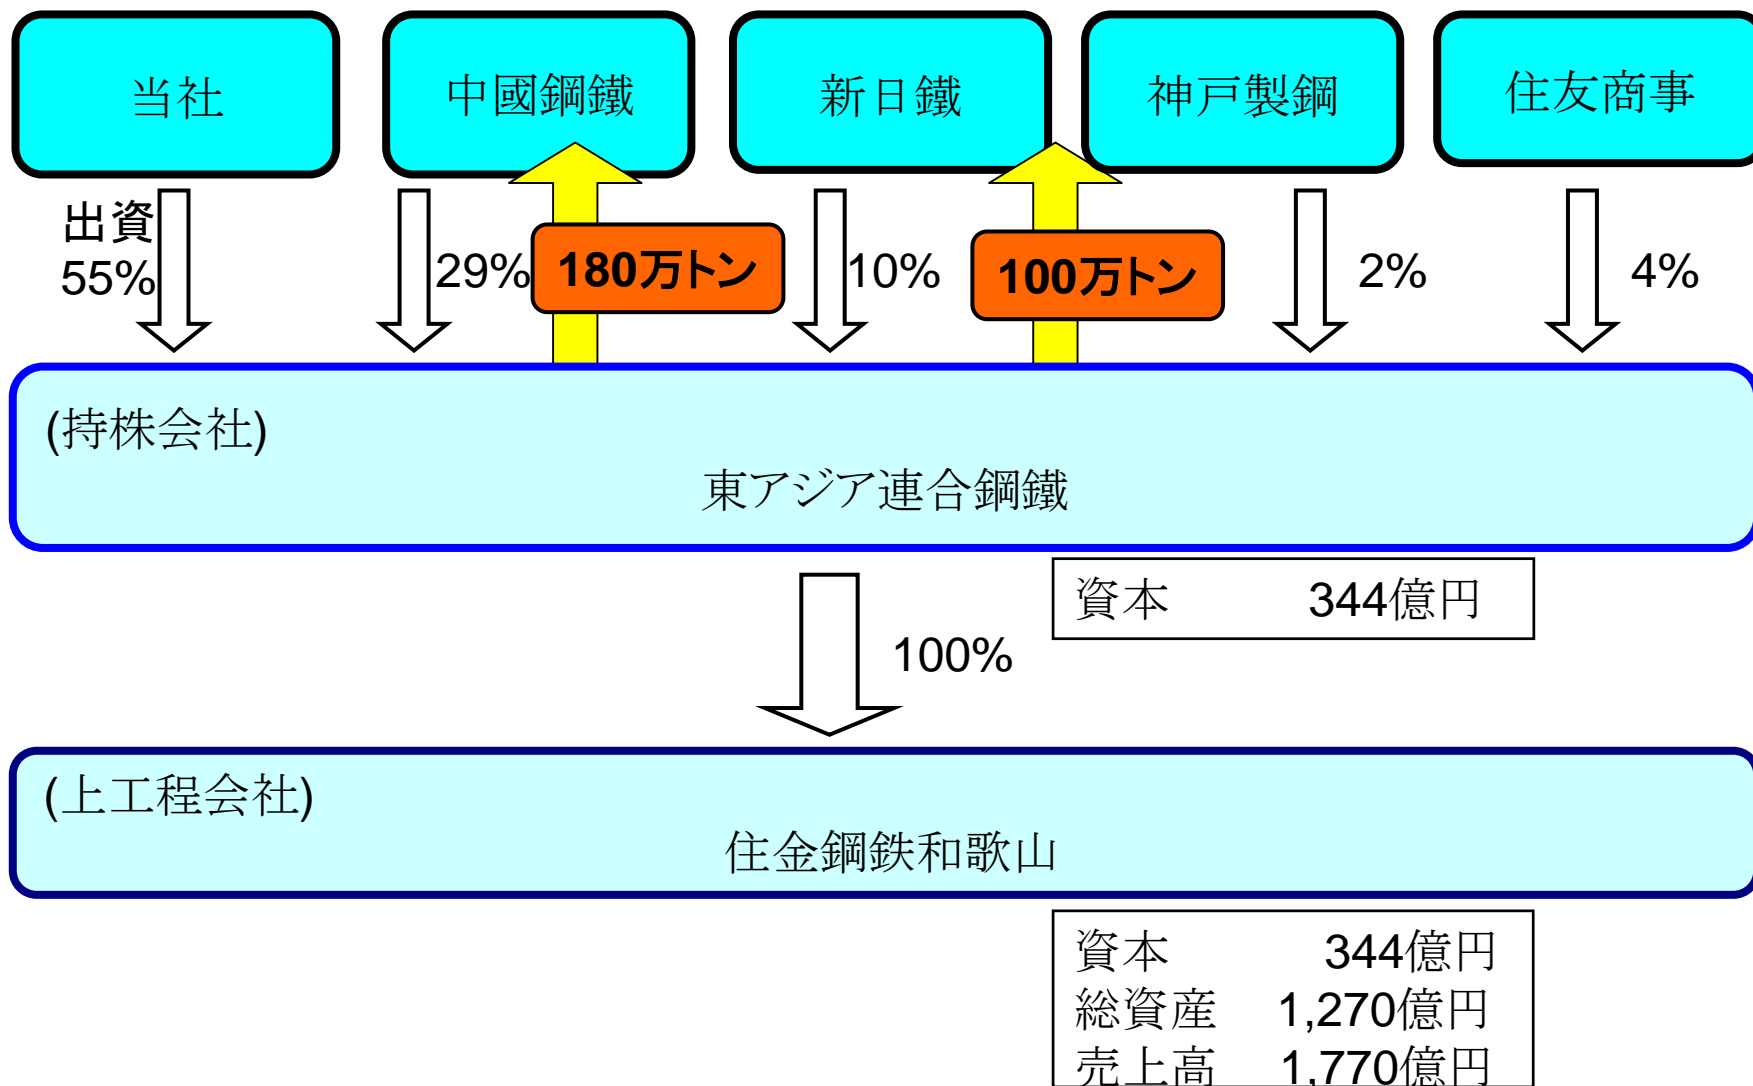 当社
中國鋼鐵
新日鐵
神戸製鋼
住友商事
出資
55%
29%
180万トン
10%
100万トン
2%
4%
(持株会社)
東アジア連合鋼鐵
資本 344億円
100%
(上工程会社)
住金鋼鉄和歌山
資本 344億円
総資産 1,270億円
売上高 1,770億円